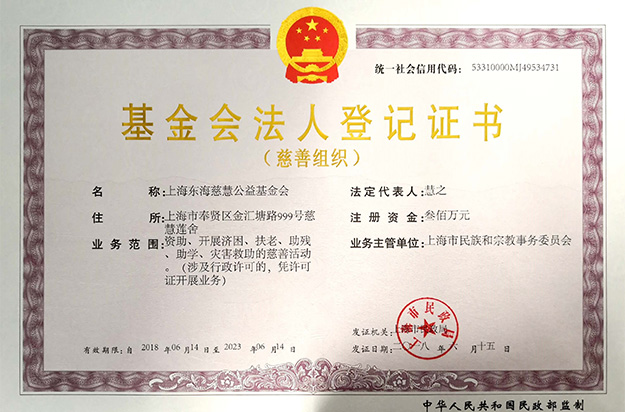 统一社会信用代码： 53310000MJ49534731
基金会法人登记证书
（慈善组织）
名 称：上海东海慈慧公益基金会
住 所：上海市奉贤区金汇塘路999号慈
慧莲舍
业务范围：资助、开展济困、扶老、助残
、助学、灾害救助的慈善活动
。（涉及行政许可的，凭许可
证开展业务）
法定代表人：慧之
注册资金：叁佰万元
业务主管单位：上海市民族和宗教事务委员会
发证机关：上海市民政局
发证日期：二〇一八年六月十五日
有效期限：自 2018 年 06 月 14 日至 2023 年 06 月 14 日
中华人民共和国民政部监制